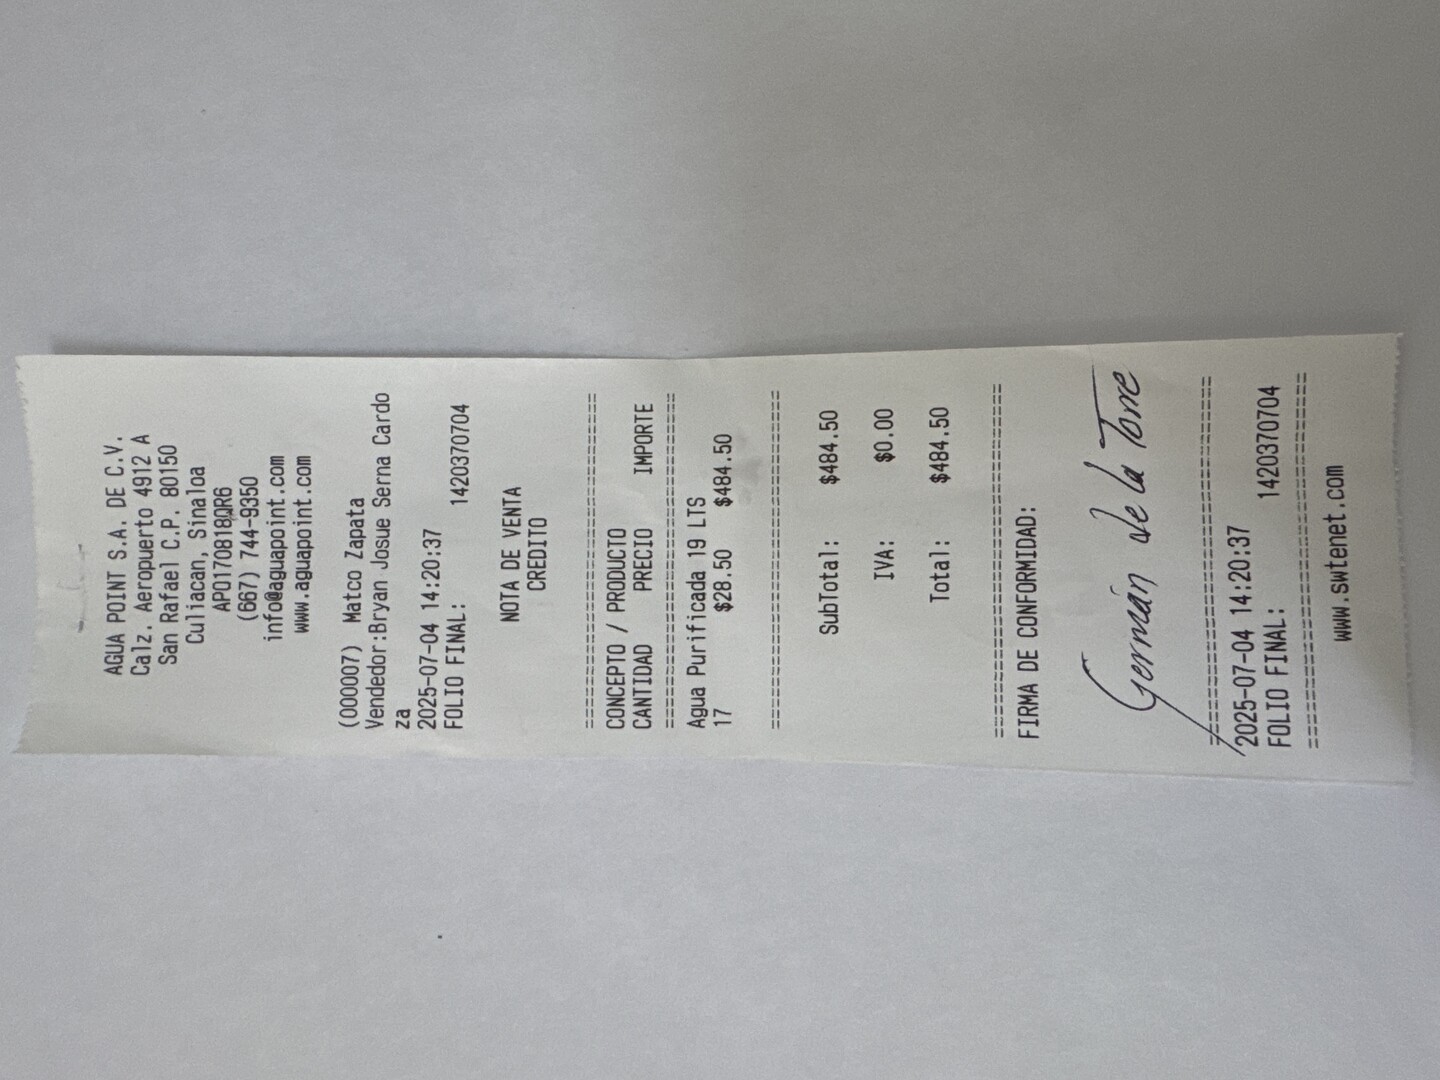 AGUA POINT S.A. DE C.V.
Calz. Aeropuerto 4912 A
San Rafael C.P. 80150
Culiacan, Sinaloa
APO170818QR6
(667) 744-9350
info@aguapoint.com
www.aguapoint.com
(000007) Matco Zapata
Vendedor:Bryan Josue Serna Cardo
za
2025-07-04 14:20:37
FOLIO FINAL: 1420370704
NOTA DE VENTA
CREDITO
================================
CONCEPTO / PRODUCTO
CANTIDAD PRECIO IMPORTE
================================
Agua Purificada 19 LTS
17 $28.50 $484.50
================================
SubTotal: $484.50
IVA: $0.00
Total: $484.50
================================
FIRMA DE CONFORMIDAD:
Germán de la Torre
================================
2025-07-04 14:20:37
FOLIO FINAL: 1420370704
================================
www.swtenet.com